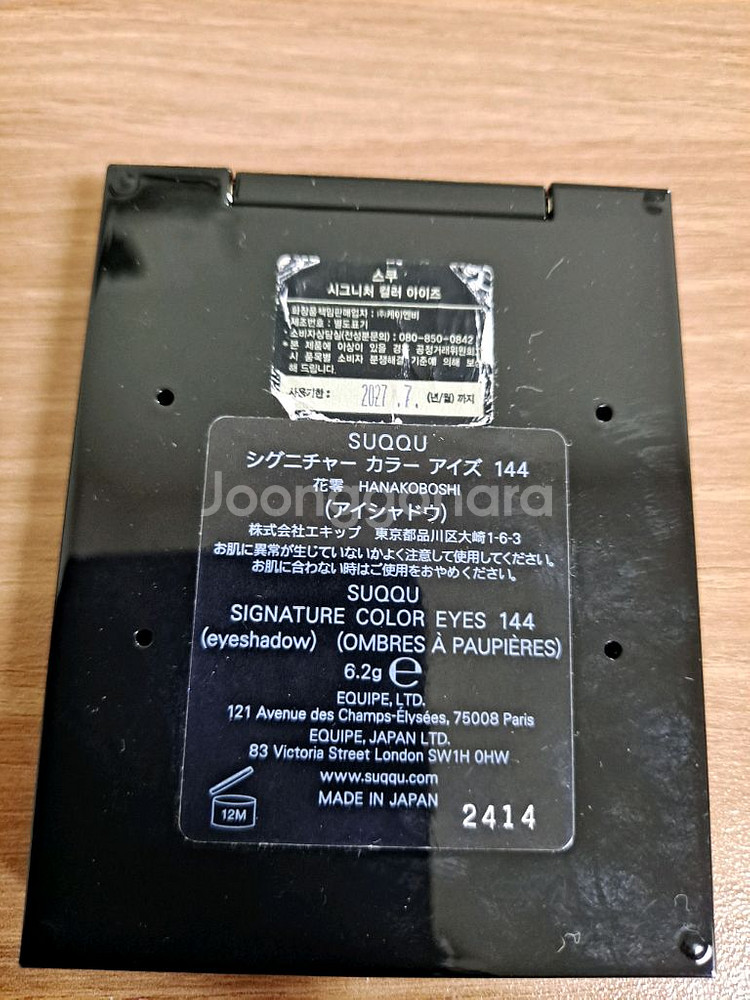 스쿠
시그니처 컬러 아이즈
화장품책임판매업자 : ㈜케이엔비
제조번호 : 별도표기
소비자상담실(전성분문의) : 080-850-0842
본 제품에 이상이 있을 경우 공정거래위원회
시 품목별 소비자 분쟁해결 기준에 의해 보
해 드립니다.
사용기한 : 2027 .7. (년/월) 까지
SUQQU
シグニチャー カラー アイズ 144
花零 HANAKOBOSHI
Joonggonara
(アイシャドウ)
株式会社エキップ 東京都品川区大崎1-6-3
お肌に異常が生じていないかよく注意して使用してください。
お肌に合わない時はご使用をおやめください。
SUQQU
SIGNATURE COLOR EYES 144
(eyeshadow) (OMBRES À PAUPIÈRES)
6.2g ℮
EQUIPE, LTD.
121 Avenue des Champs-Élysées, 75008 Paris
EQUIPE, JAPAN LTD.
83 Victoria Street London SW1H 0HW
www.suqqu.com
MADE IN JAPAN
12M
2414